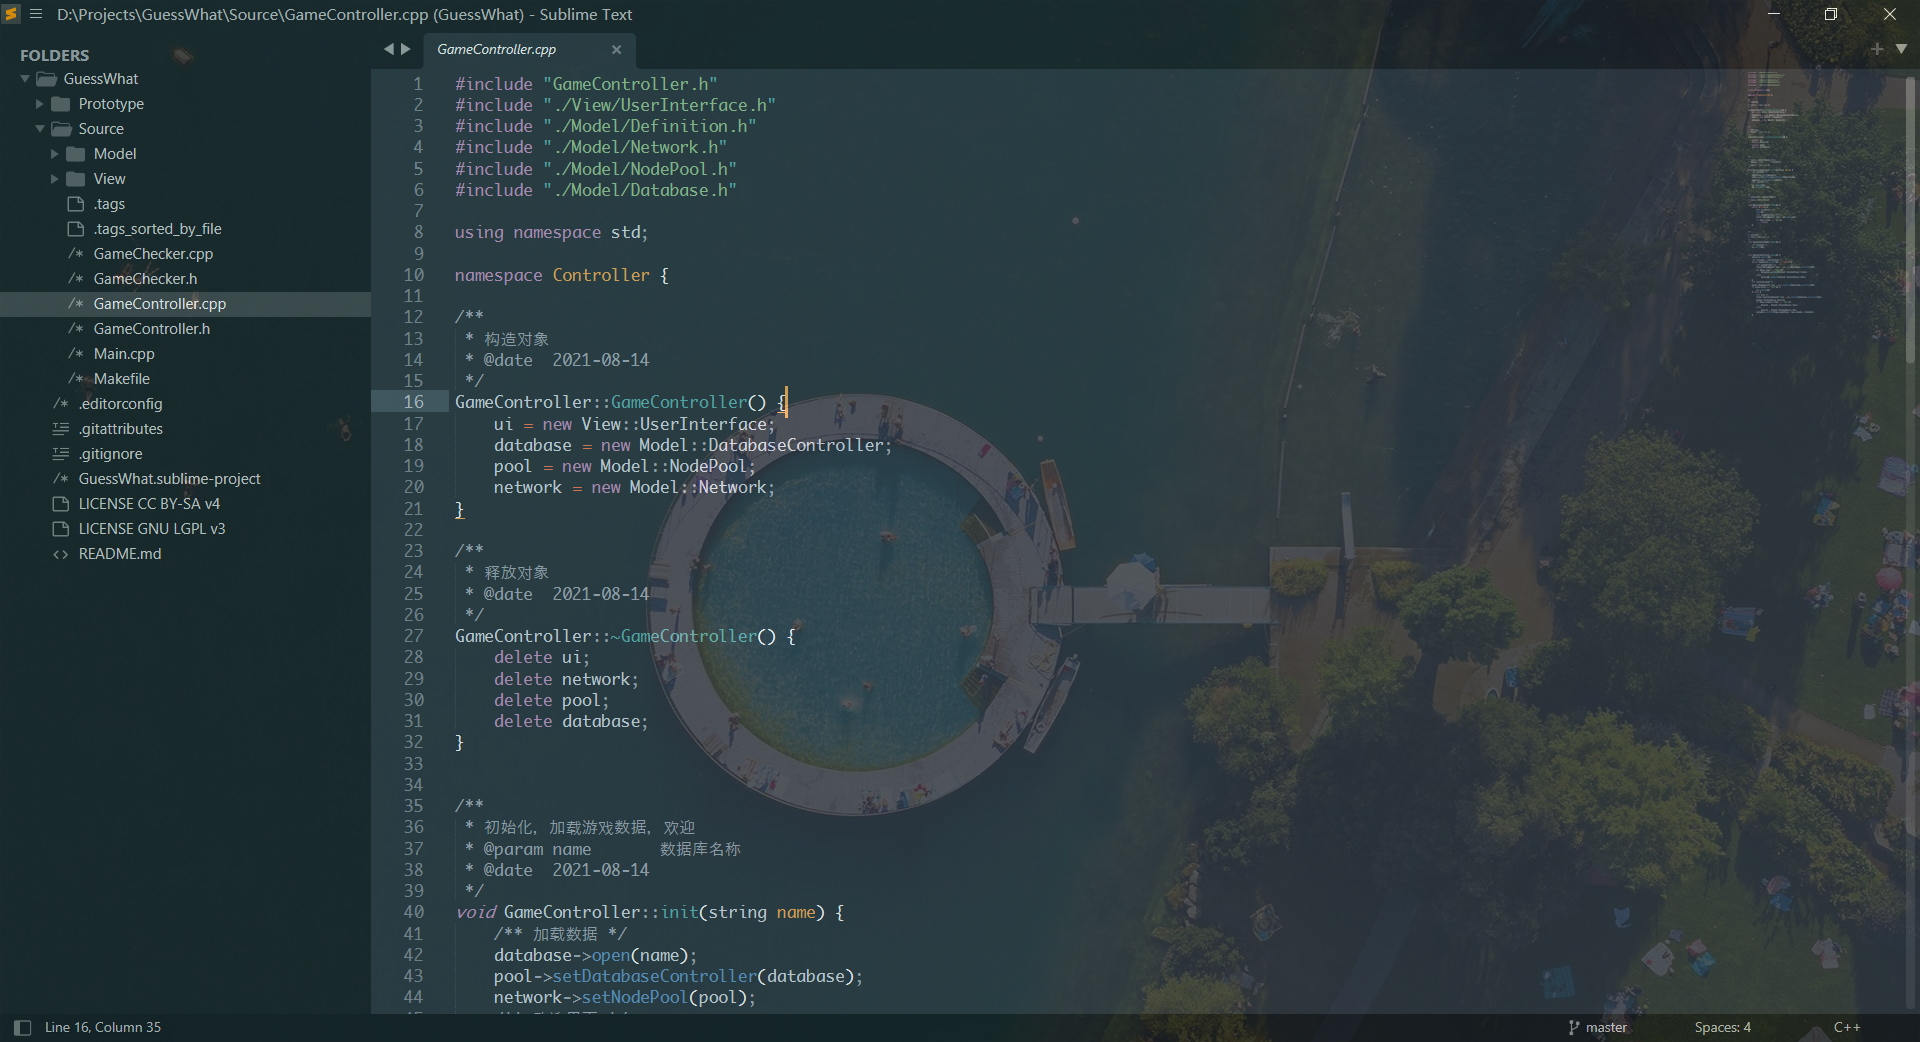 D:\Projects\GuessWhat\Source\GameController.cpp (GuessWhat) - Sublime Text
FOLDERS
GuessWhat
Prototype
Source
Model
View
.tags
.tags_sorted_by_file
GameChecker.cpp
GameChecker.h
GameController.cpp
GameController.h
Main.cpp
Makefile
.editorconfig
.gitattributes
.gitignore
GuessWhat.sublime-project
LICENSE CC BY-SA v4
LICENSE GNU LGPL v3
README.md
GameController.cpp
1 #include "GameController.h"
2 #include "./View/UserInterface.h"
3 #include "./Model/Definition.h"
4 #include "./Model/Network.h"
5 #include "./Model/NodePool.h"
6 #include "./Model/Database.h"
7
8 using namespace std;
9
10 namespace Controller {
11
12 /**
13  * 构造对象
14  * @date  2021-08-14
15  */
16 GameController::GameController() {
17     ui = new View::UserInterface;
18     database = new Model::DatabaseController;
19     pool = new Model::NodePool;
20     network = new Model::Network;
21 }
22
23 /**
24  * 释放对象
25  * @date  2021-08-14
26  */
27 GameController::~GameController() {
28     delete ui;
29     delete network;
30     delete pool;
31     delete database;
32 }
33
34
35 /**
36  * 初始化, 加载游戏数据, 欢迎
37  * @param name       数据库名称
38  * @date  2021-08-14
39  */
40 void GameController::init(string name) {
41     /** 加载数据 */
42     database->open(name);
43     pool->setDatabaseController(database);
44     network->setNodePool(pool);
Line 16, Column 35
master
Spaces: 4
C++